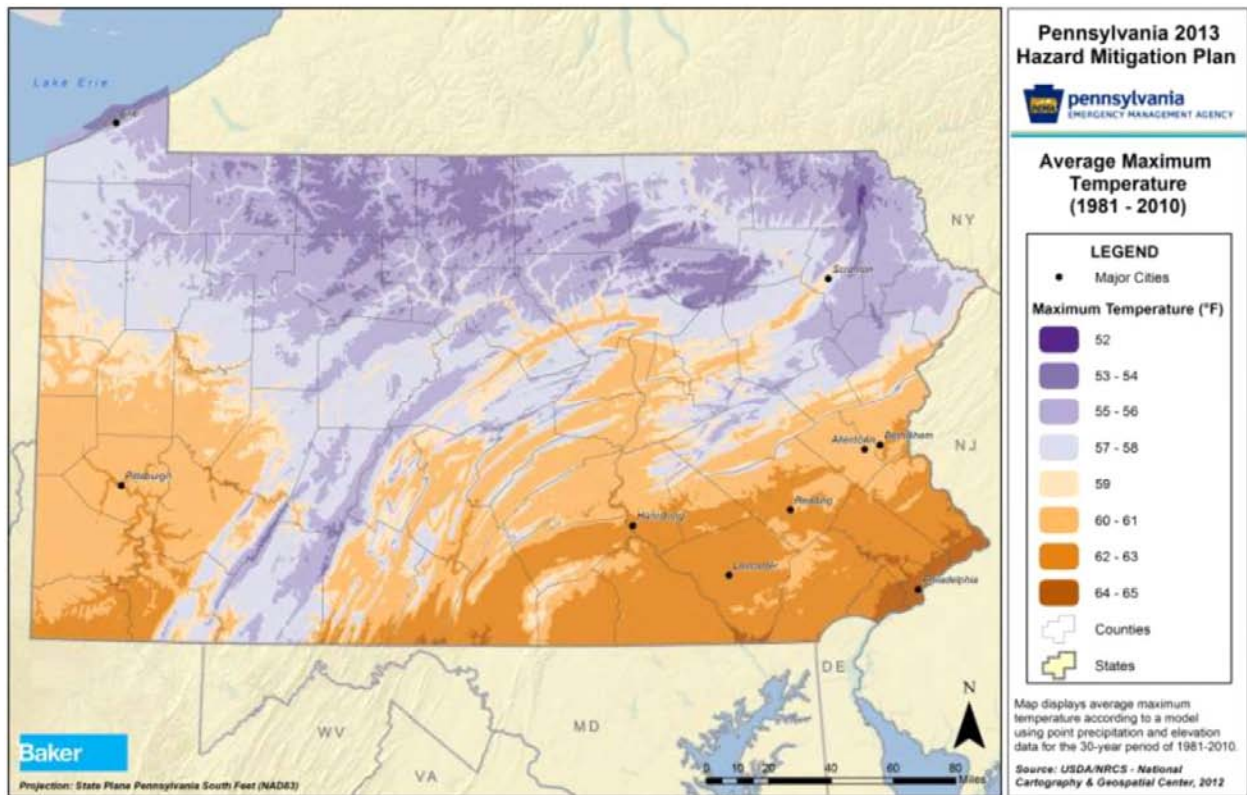 Lake Erie
Erie
Scranton
NY
Allentown
Bethlehem
NJ
Pittsburgh
Reading
Harrisburg
Lancaster
Philadelphia
DE
WV
MD
VA
N
Baker
0 10 20 40 60 80
Miles
Projection: State Plane Pennsylvania South Feet (NAD83)
Pennsylvania 2013
Hazard Mitigation Plan
pennsylvania
EMERGENCY MANAGEMENT AGENCY
Average Maximum
Temperature
(1981 - 2010)
LEGEND
Major Cities
Maximum Temperature (°F)
52
53 - 54
55 - 56
57 - 58
59
60 - 61
62 - 63
64 - 65
Counties
States
Map displays average maximum
temperature according to a model
using point precipitation and elevation
data for the 30-year period of 1981-2010.
Source: USDA/NRCS - National
Cartography & Geospatial Center, 2012